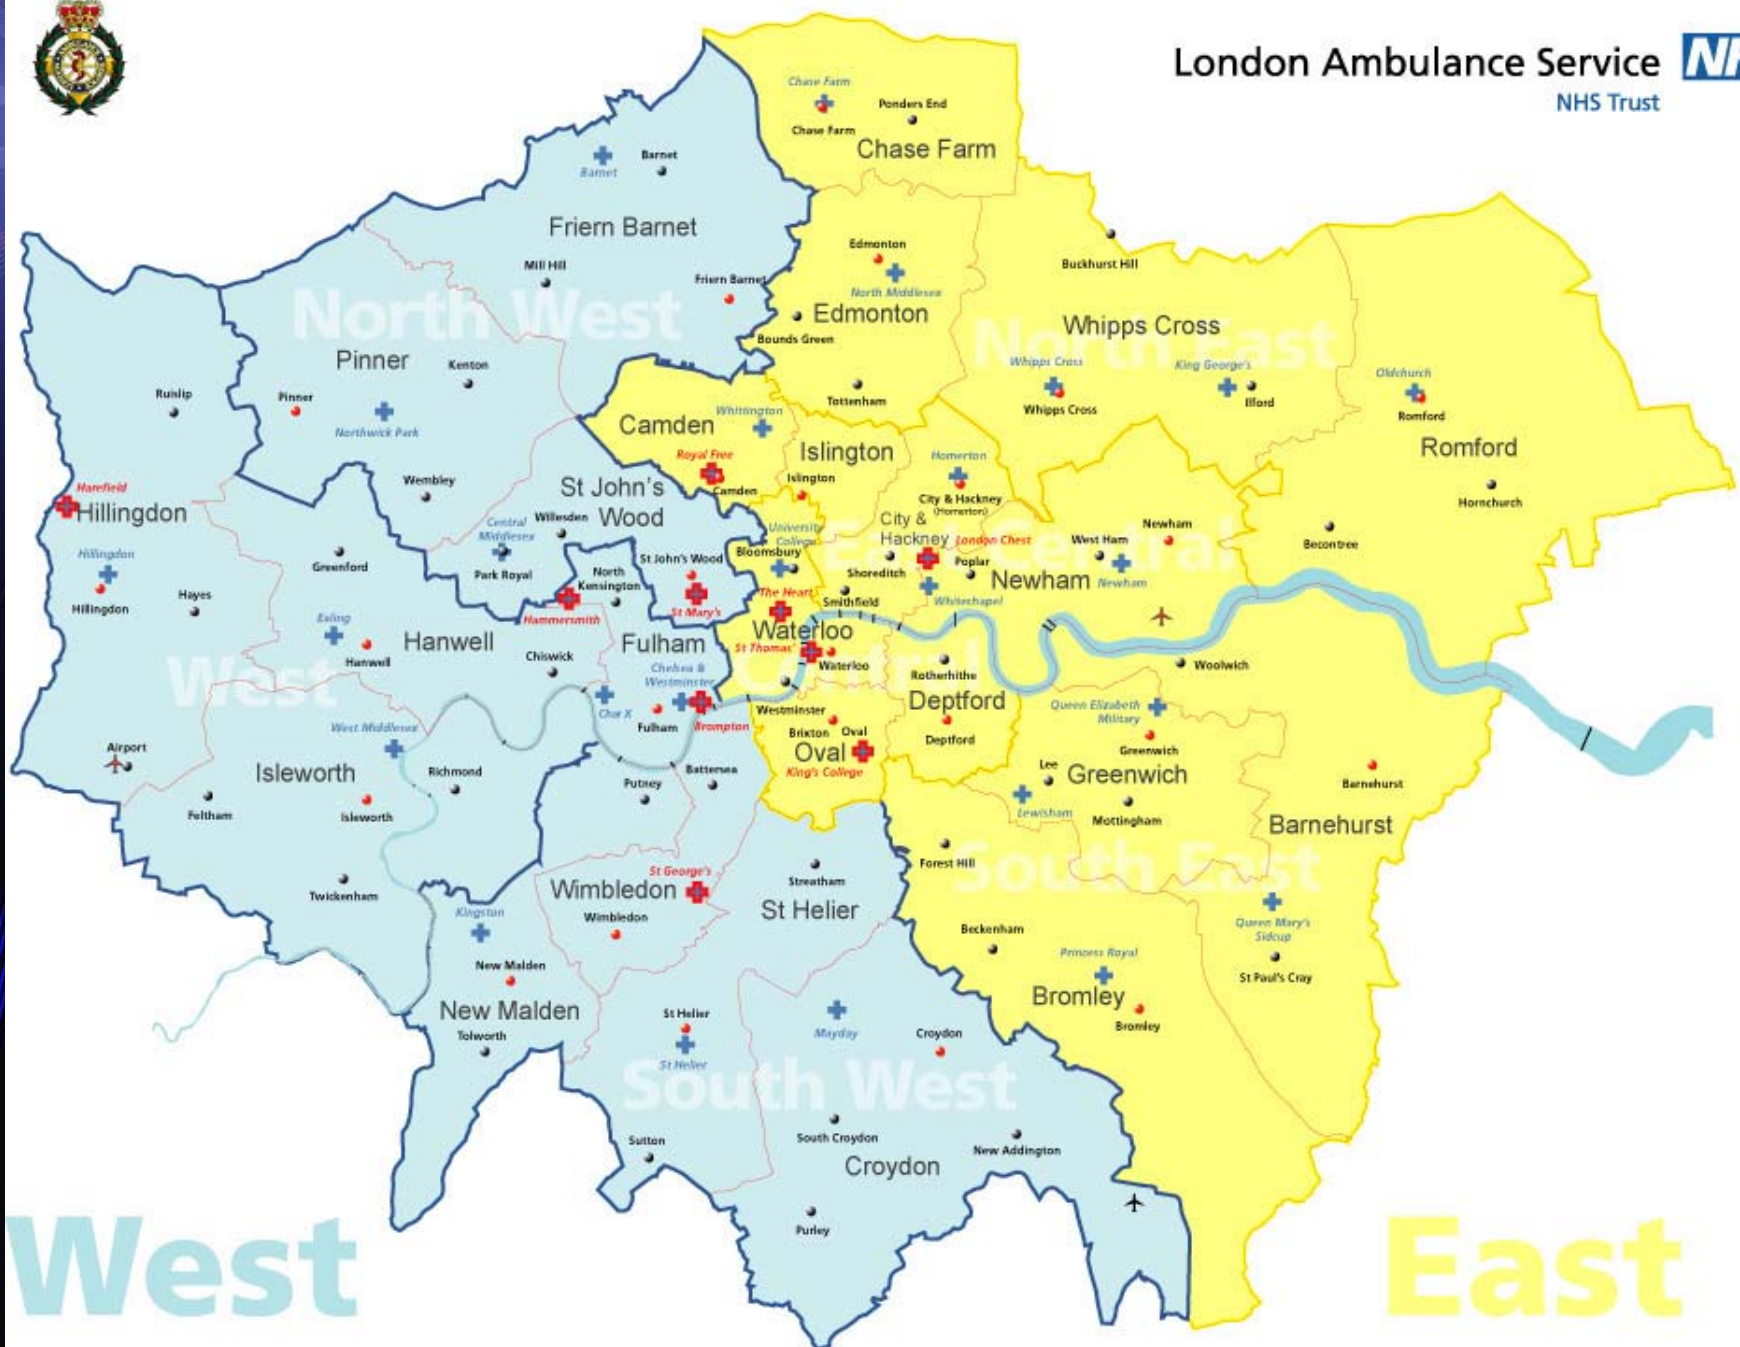 London Ambulance Service
NHS Trust
Chase Farm
Ponders End
Chase Farm
Chase Farm
Barnet
Barnet
Friern Barnet
Mill Hill
Friern Barnet
North West
Pinner
Kenton
Pinner
Northwick Park
Ruislip
Edmonton
North Middlesex
Edmonton
Bounds Green
Tottenham
Buckhurst Hill
Whipps Cross
North East
Whipps Cross
King George's
Whipps Cross
Ilford
Oldchurch
Romford
Romford
Hornchurch
Becontree
Camden
Whittington
Royal Free
Camden
Islington
Islington
Homerton
City & Hackney
(Homerton)
City &
Hackney
London Chest
East Central
Shoreditch
Poplar
Whitechapel
Smithfield
Newham
West Ham
Newham
Newham
Harefield
Hillingdon
Hillingdon
Hillingdon
Hayes
Wembley
St John's
Wood
Willesden
Central
Middlesex
Park Royal
Greenford
North
Kensington
Hammersmith
St John's Wood
St Mary's
University
College
Bloomsbury
The Heart
Waterloo
St Thomas'
Waterloo
Central
Westminster
Ealing
Hanwell
Hanwell
Chiswick
West
Fulham
Chelsea &
Westminster
Char X
Fulham
Brompton
West Middlesex
Airport
Isleworth
Richmond
Isleworth
Feltham
Twickenham
Putney
Battersea
Brixton
Oval
Oval
King's College
Rotherhithe
Deptford
Deptford
Woolwich
Queen Elizabeth
Military
Greenwich
Lee
Greenwich
Lewisham
Mottingham
Barnehurst
Barnehurst
Forest Hill
South East
Queen Mary's
Sidcup
St Paul's Cray
Beckenham
Princess Royal
Bromley
Bromley
St George's
Wimbledon
Wimbledon
Streatham
St Helier
Kingston
New Malden
New Malden
Tolworth
St Helier
St Helier
Mayday
Croydon
South West
Sutton
South Croydon
New Addington
Croydon
Purley
West
East